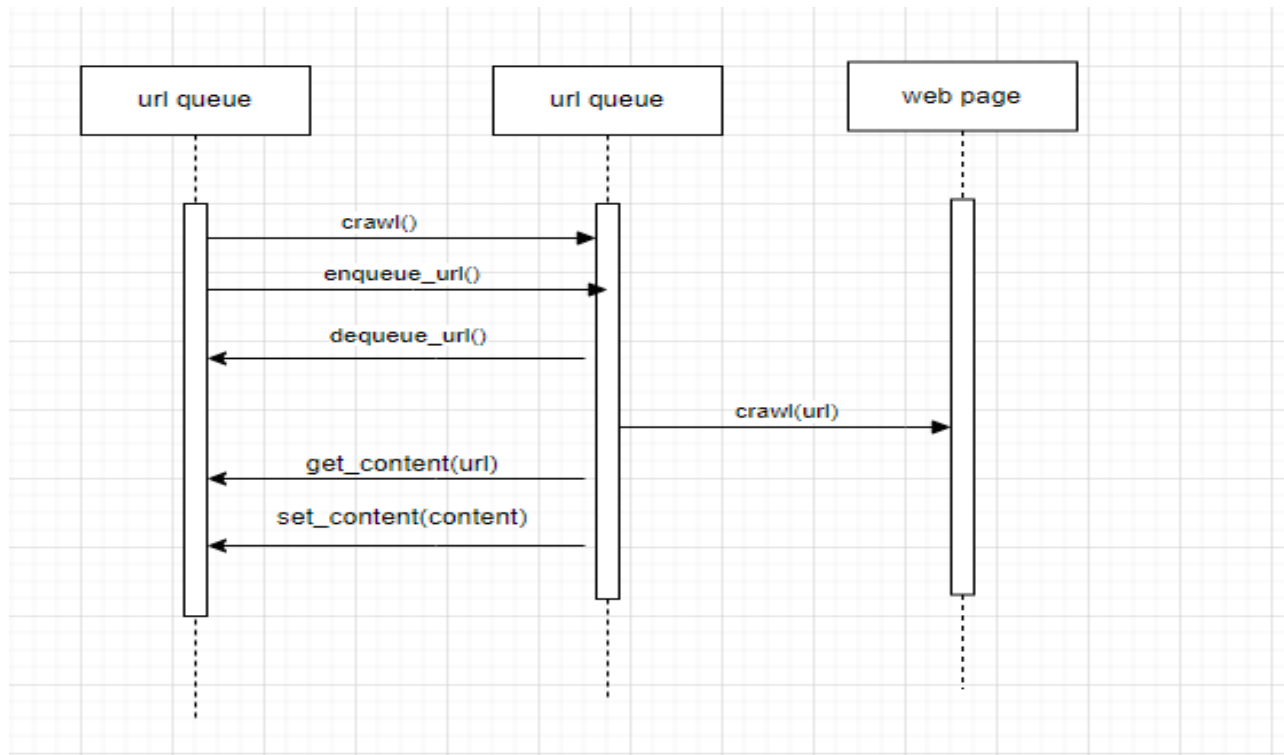 url queue
url queue
web page
crawl()
enqueue_url()
dequeue_url()
crawl(url)
get_content(url)
set_content(content)